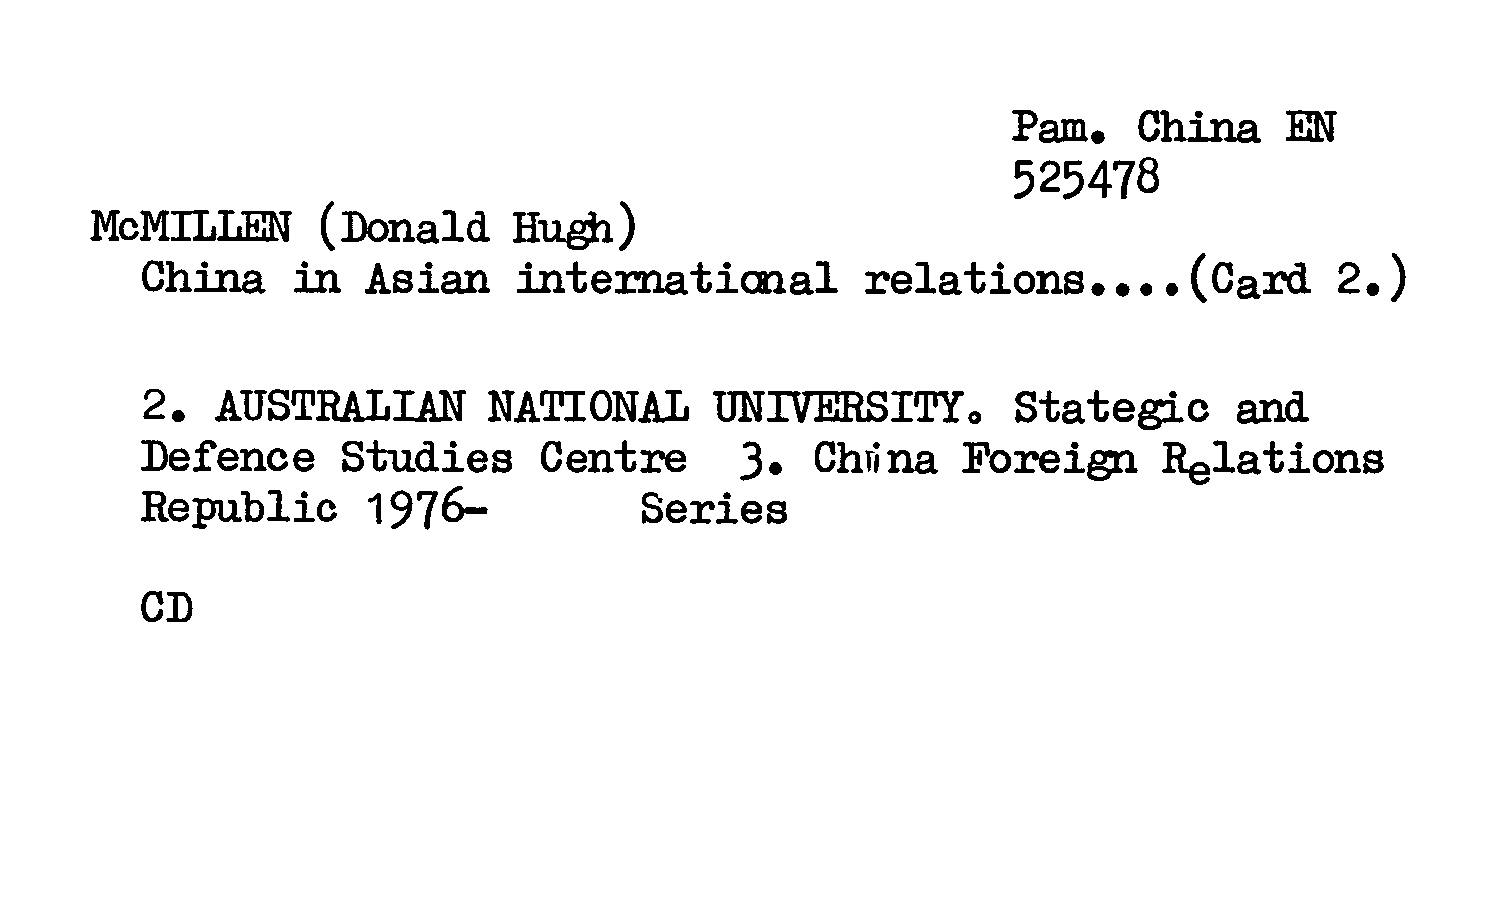 Pam. China EN
525478
McMILLEN (Donald Hugh)
China in Asian international relations....(Card 2.)
2. AUSTRALIAN NATIONAL UNIVERSITY. Stategic and
Defence Studies Centre 3. China Foreign Relations
Republic 1976- Series
CD